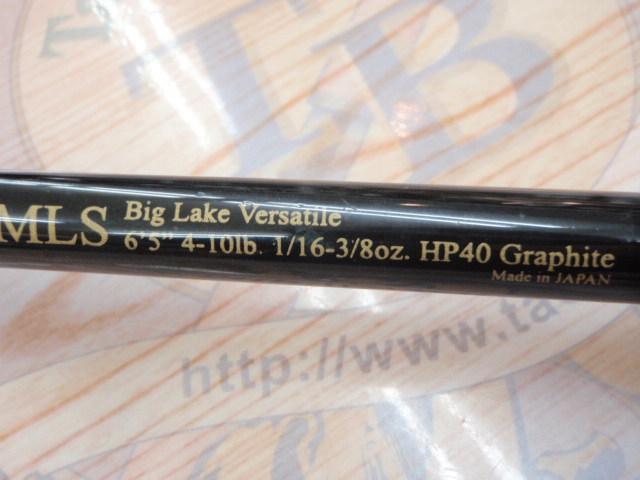 TB
MLS
Big Lake Versatile
6'5" 4-10lb. 1/16-3/8oz. HP40 Graphite
Made in JAPAN
http://www.ta